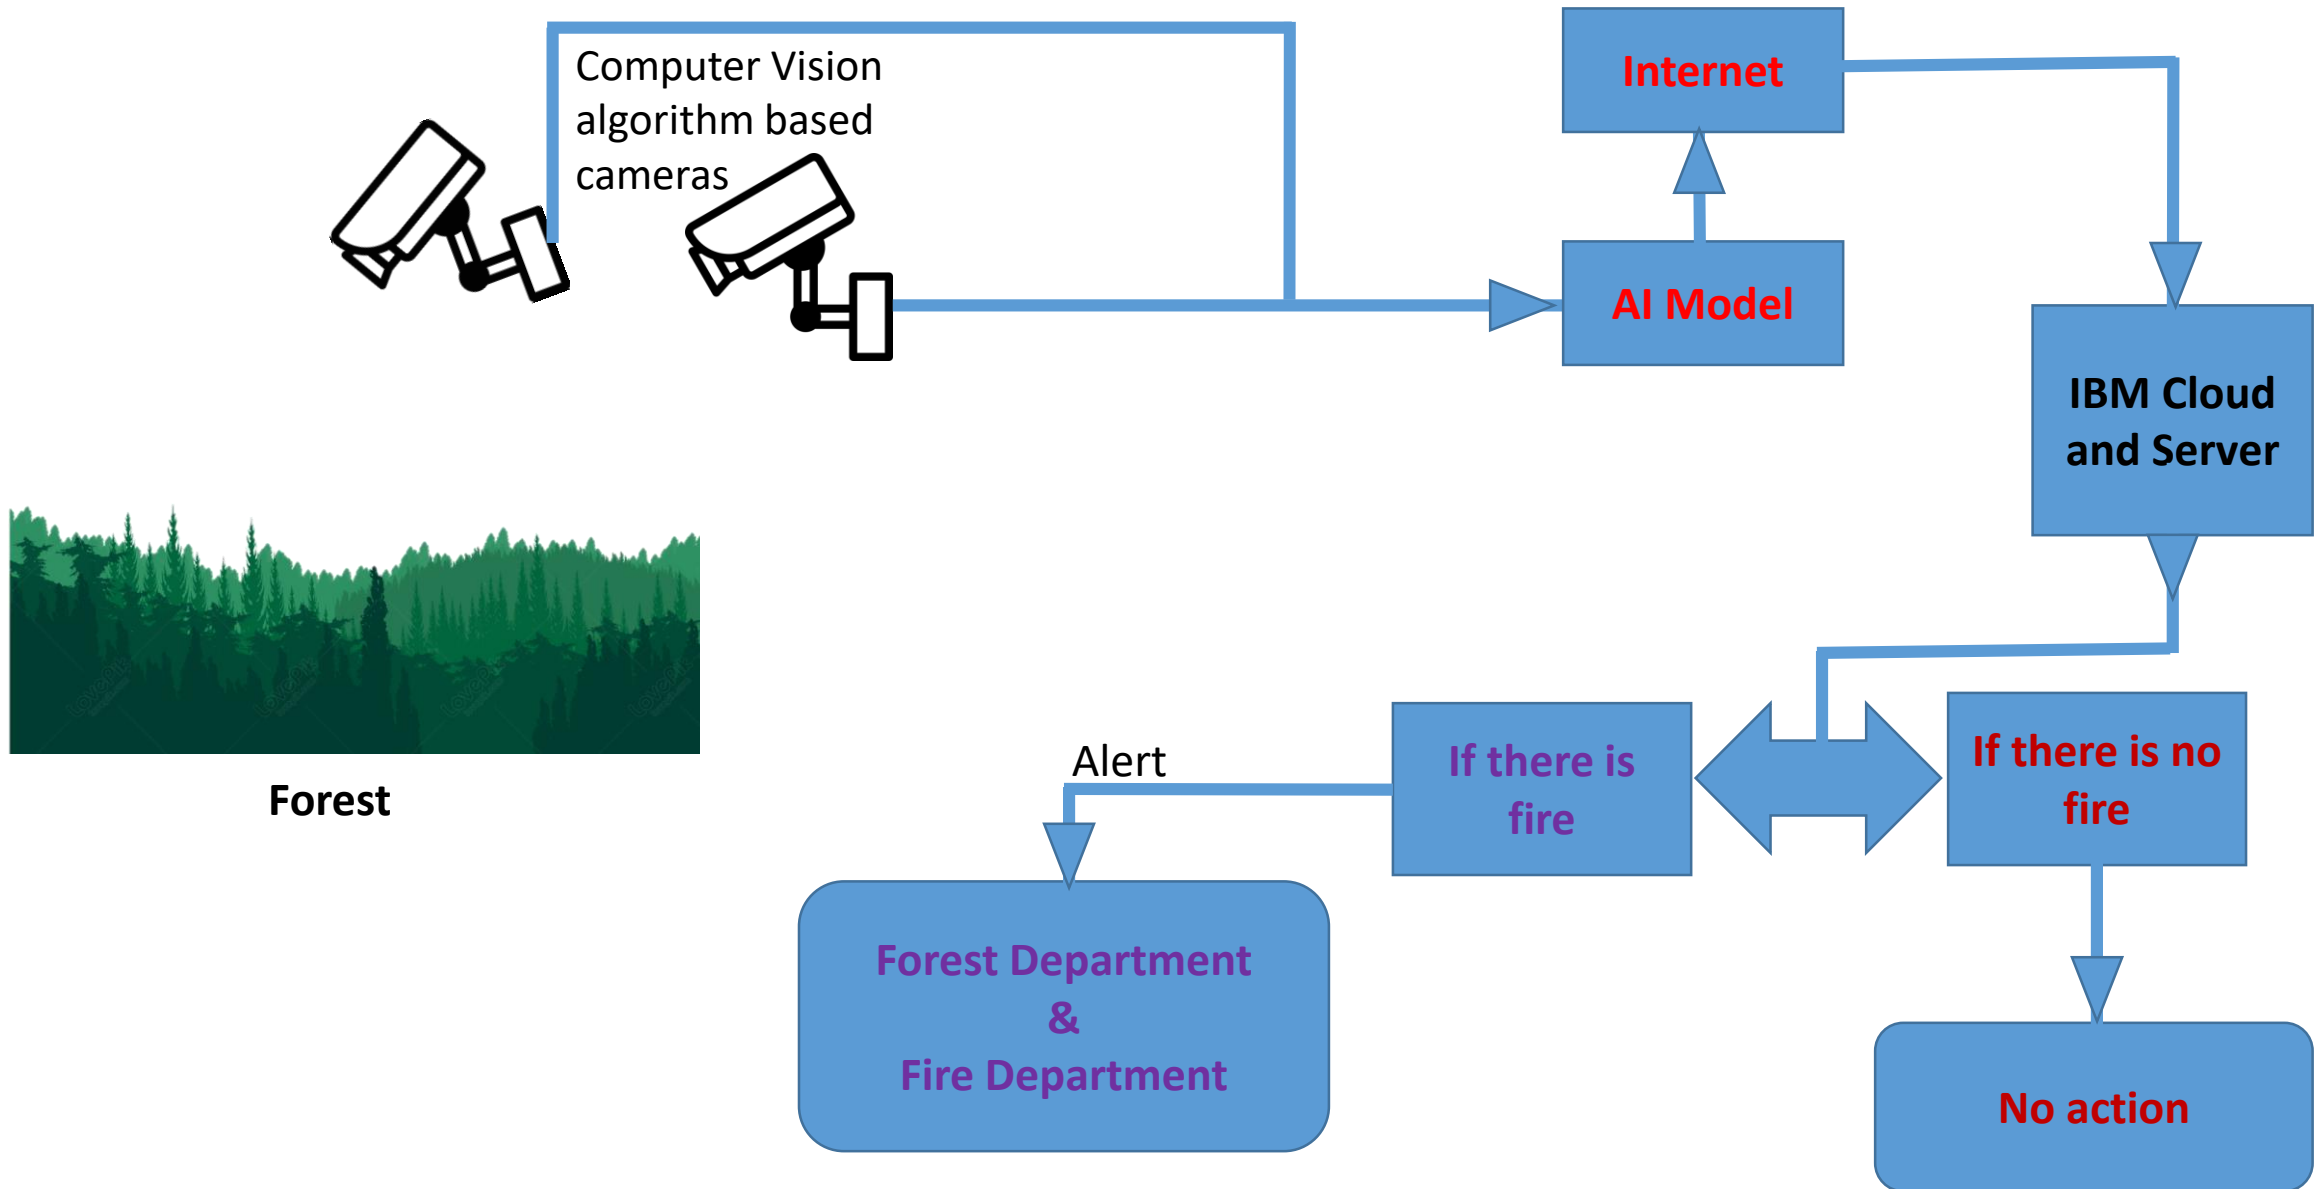 Computer Vision
algorithm based
cameras
Internet
AI Model
IBM Cloud
and Server
Forest
Alert
If there is
fire
If there is no
fire
Forest Department
&
Fire Department
No action